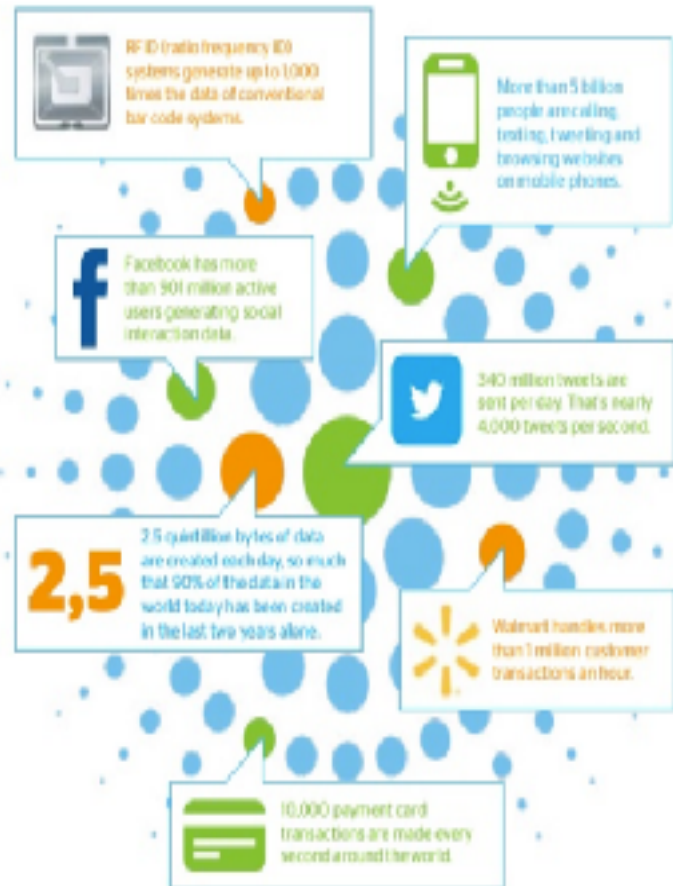 RFID (radio frequency ID)
systems generate up to 1,000
times the data of conventional
bar code systems.
More than 5 billion
people are calling,
texting, tweeting and
browsing websites
on mobile phones.
f
Facebook has more
than 901 million active
users generating social
interaction data.
340 million tweets are
sent per day. That's nearly
4,000 tweets per second.
2,5
2.5 quintillion bytes of data
are created each day, so much
that 90% of the data in the
world today has been created
in the last two years alone.
Walmart handles more
than 1 million customer
transactions an hour.
10,000 payment card
transactions are made every
second around the world.